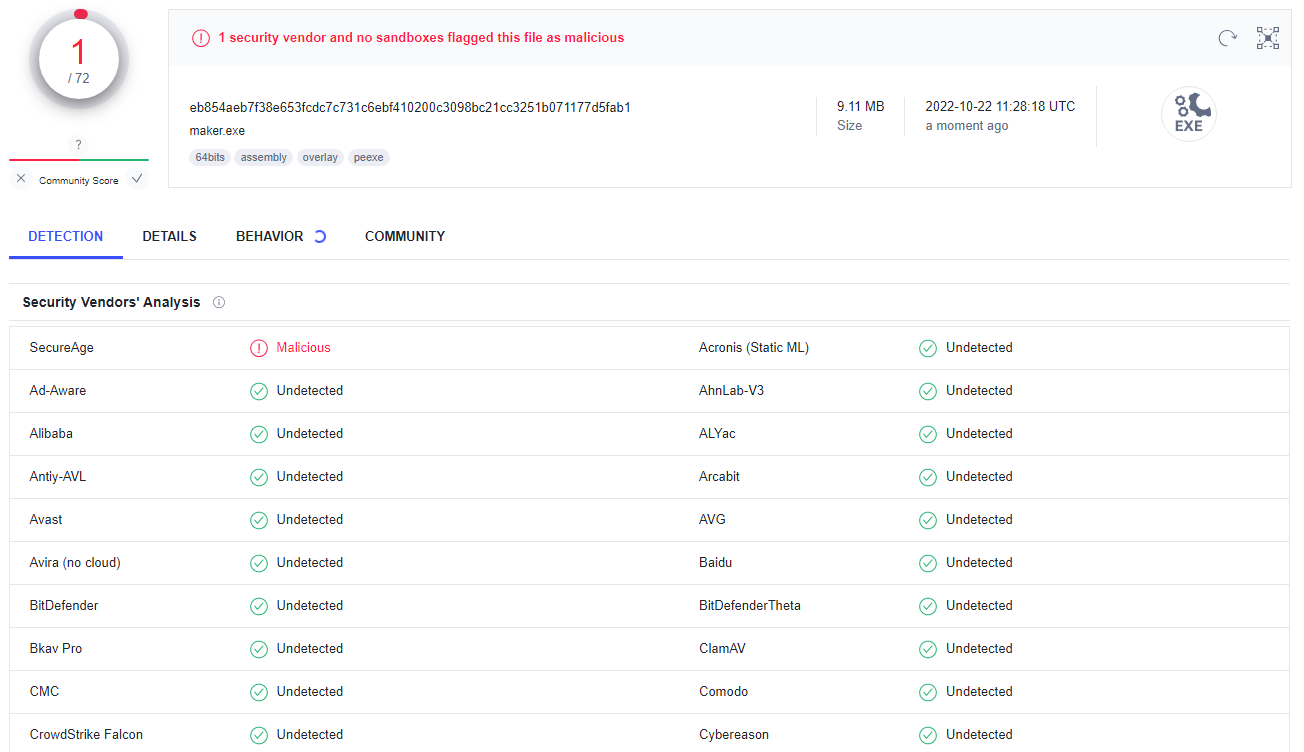 1
/ 72
?
Community Score
1 security vendor and no sandboxes flagged this file as malicious
eb854aeb7f38e653fcdc7c731c6ebf410200c3098bc21cc3251b071177d5fab1
maker.exe
64bits assembly overlay peexe
9.11 MB
Size
2022-10-22 11:28:18 UTC
a moment ago
EXE
DETECTION DETAILS BEHAVIOR COMMUNITY
Security Vendors' Analysis
SecureAge Malicious Acronis (Static ML) Undetected
Ad-Aware Undetected AhnLab-V3 Undetected
Alibaba Undetected ALYac Undetected
Antiy-AVL Undetected Arcabit Undetected
Avast Undetected AVG Undetected
Avira (no cloud) Undetected Baidu Undetected
BitDefender Undetected BitDefenderTheta Undetected
Bkav Pro Undetected ClamAV Undetected
CMC Undetected Comodo Undetected
CrowdStrike Falcon Undetected Cybereason Undetected